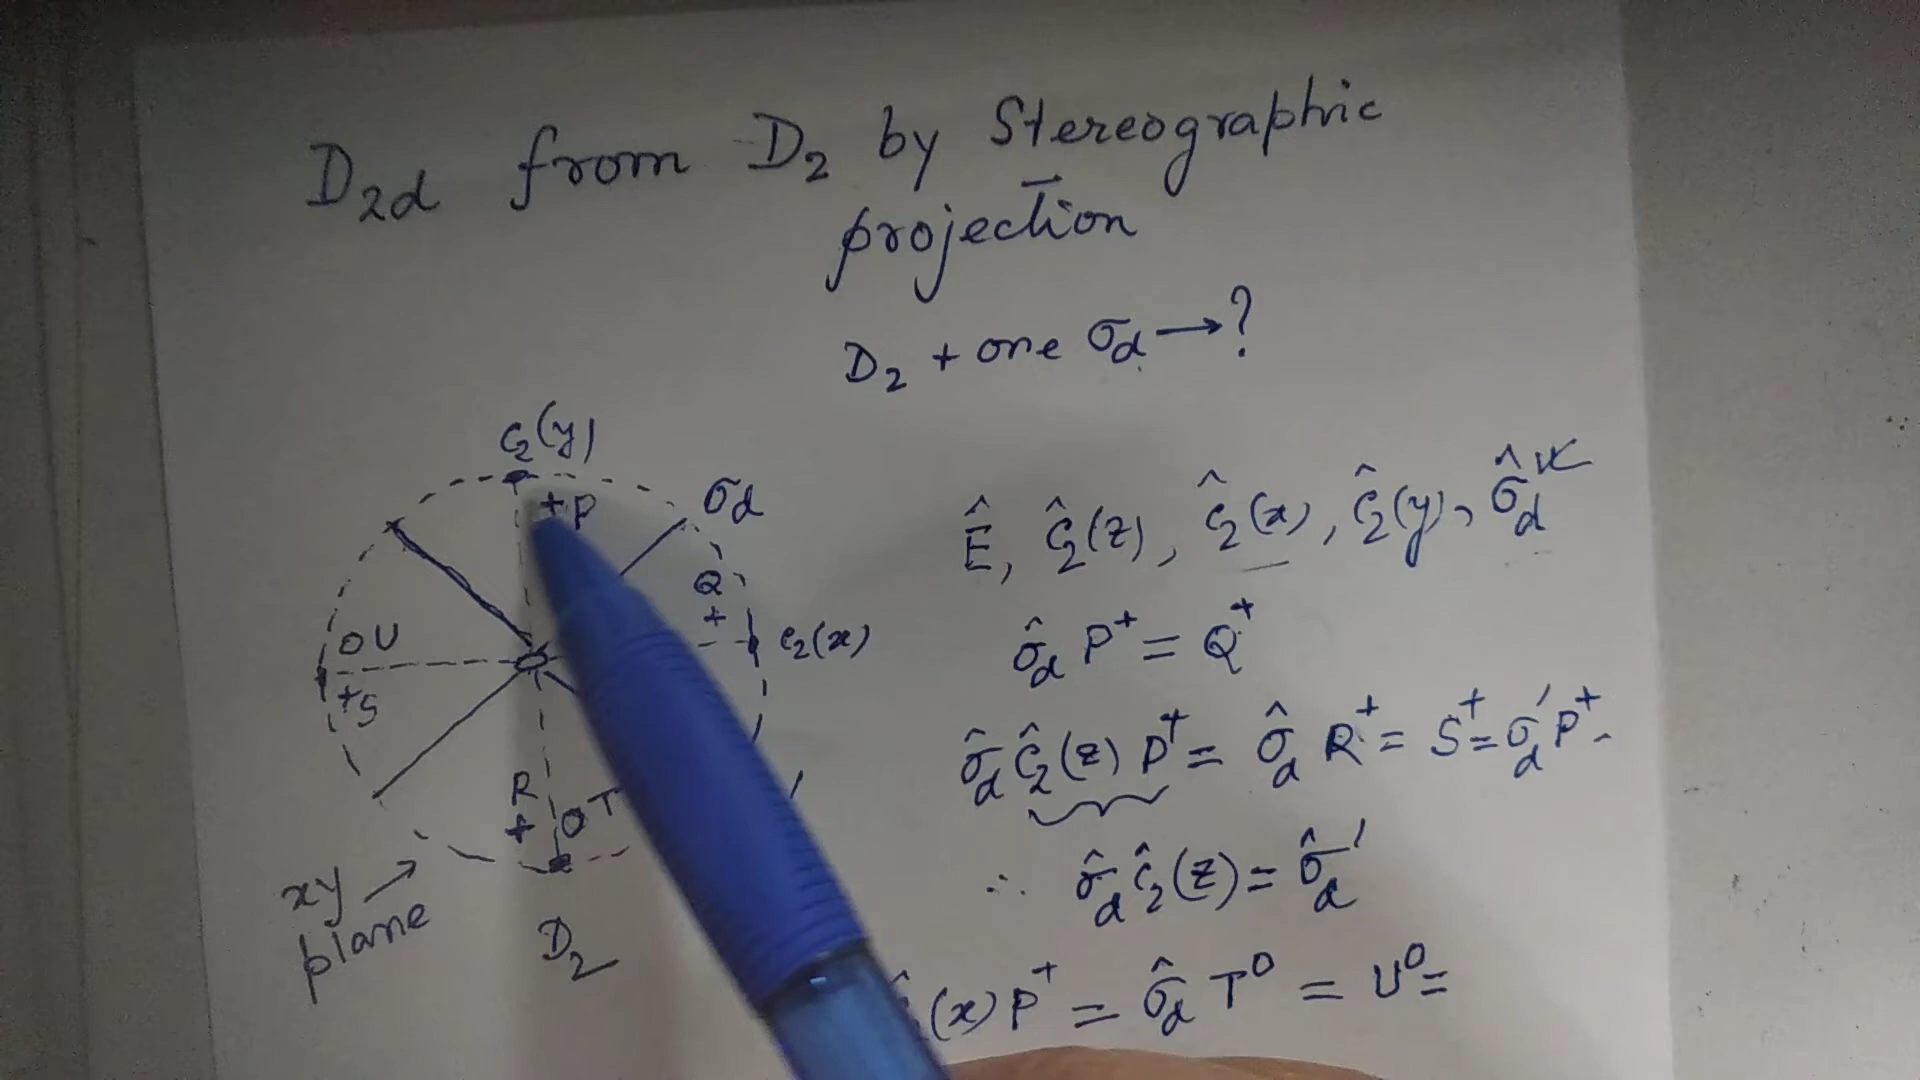 D2d from D2 by Stereographic
projection
D2 + one σd → ?
C2(y)
+P
σd
Q
+
C2(x)
OU
+S
R
+
OT
xy
plane
D2
Ê, Ĉ2(z), Ĉ2(x), Ĉ2(y), σ̂d
σ̂d P⁺ = Q⁺
σ̂d Ĉ2(z) P⁺ = σ̂d R⁺ = S⁺ = σd' P⁺
∴ σ̂d Ĉ2(z) = σ̂d'
(x) P⁺ = σ̂d T⁰ = U⁰ =